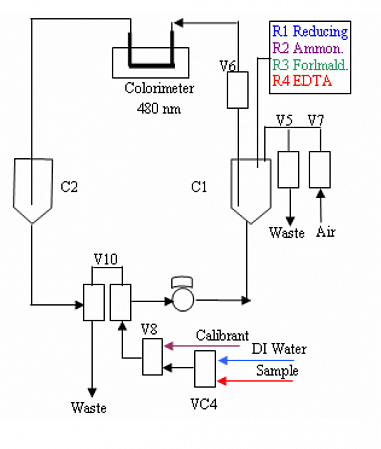 R1 Reducing
R2 Ammon.
R3 Forlmald.
R4 EDTA
V6
Colorimeter
480 nm
V5 V7
C2
C1
Waste Air
V10
V8
Calibrant
DI Water
Sample
VC4
Waste